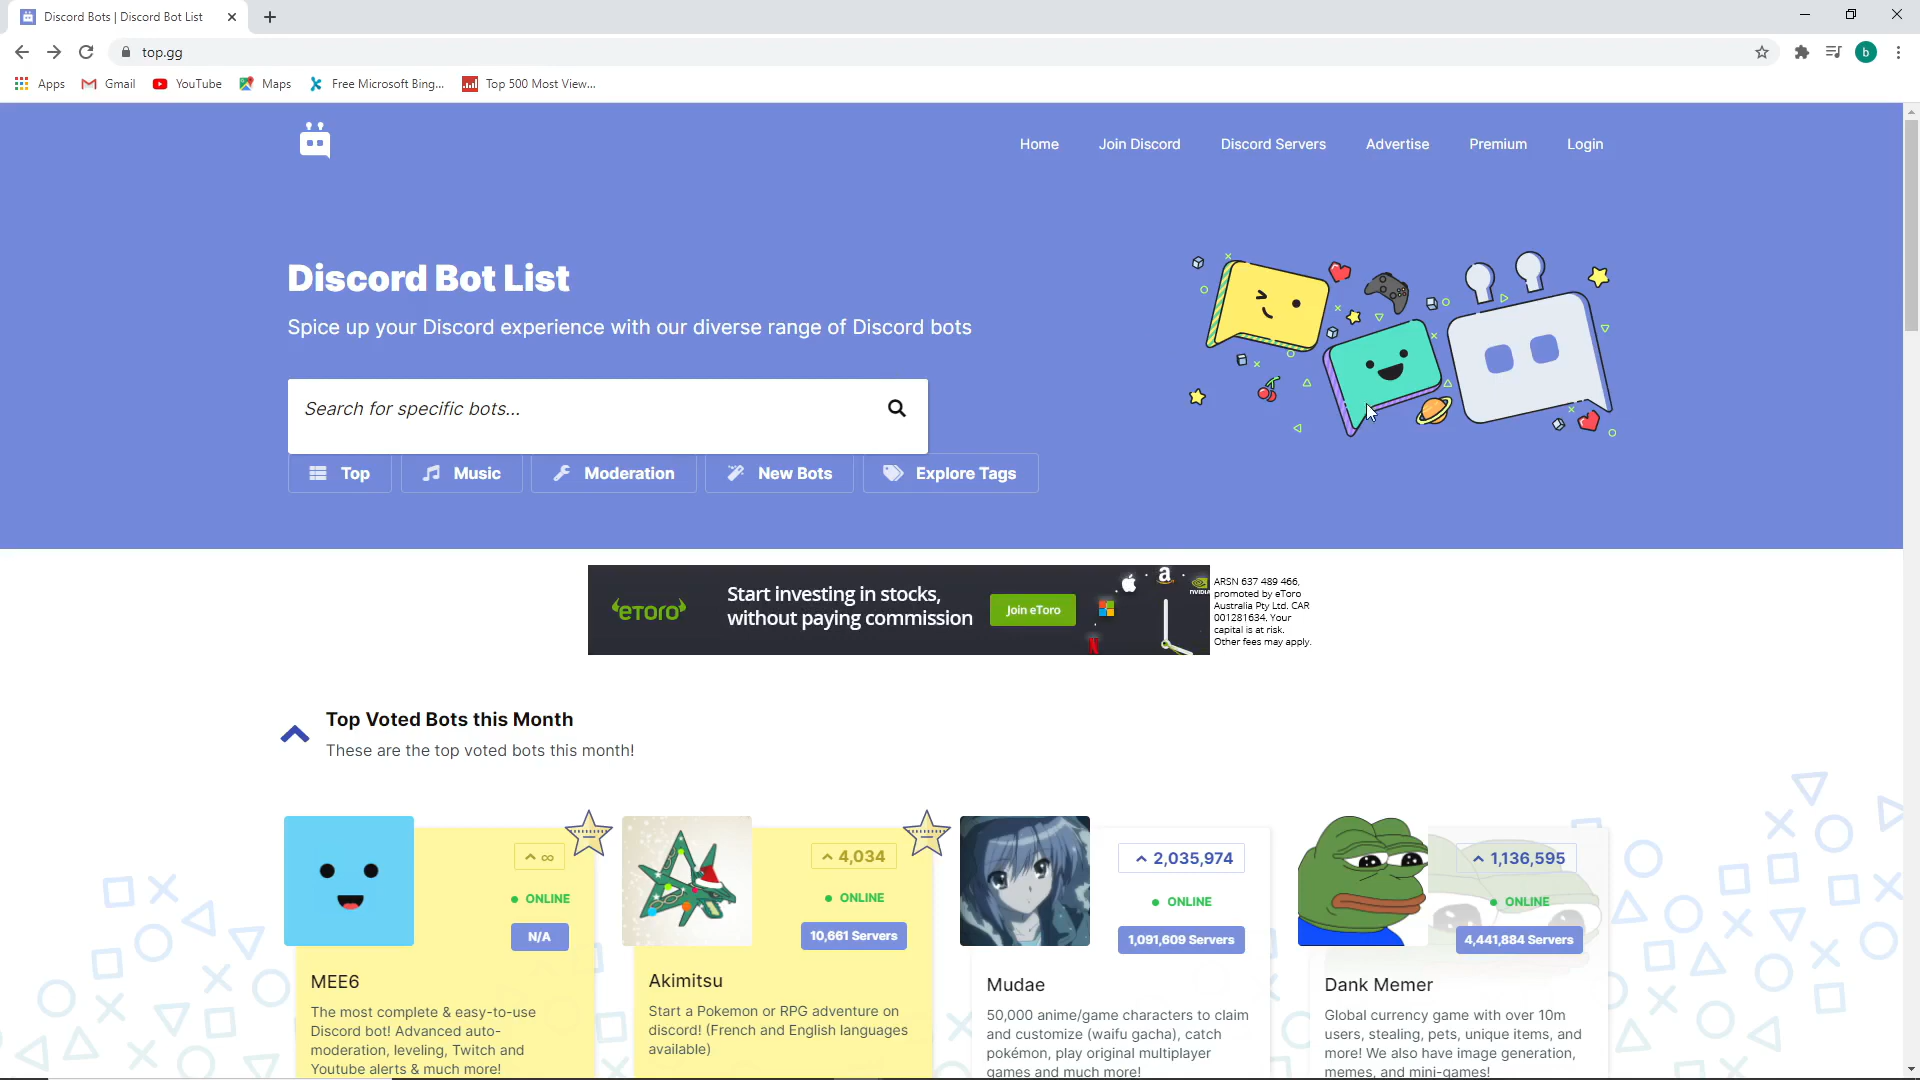 Discord Bots | Discord Bot List
top.gg
b
Apps
Gmail
YouTube
Maps
Free Microsoft Bing...
Top 500 Most View...
Home
Join Discord
Discord Servers
Advertise
Premium
Login
Discord Bot List
Spice up your Discord experience with our diverse range of Discord bots
Search for specific bots...
Top
Music
Moderation
New Bots
Explore Tags
eToro
Start investing in stocks,
without paying commission
Join eToro
a
NVIDIA
N
ARSN 637 489 466,
promoted by eToro
Australia Pty Ltd. CAR
001281634. Your
capital is at risk.
Other fees may apply.
Top Voted Bots this Month
These are the top voted bots this month!
∞
ONLINE
N/A
MEE6
The most complete & easy-to-use
Discord bot! Advanced auto-
moderation, leveling, Twitch and
Youtube alerts & much more!
4,034
ONLINE
10,661 Servers
Akimitsu
Start a Pokemon or RPG adventure on
discord! (French and English languages
available)
2,035,974
ONLINE
1,091,609 Servers
Mudae
50,000 anime/game characters to claim
and customize (waifu gacha), catch
pokémon, play original multiplayer
games and much more!
1,136,595
ONLINE
4,441,884 Servers
Dank Memer
Global currency game with over 10m
users, stealing, pets, unique items, and
more! We also have image generation,
memes, and mini-games!